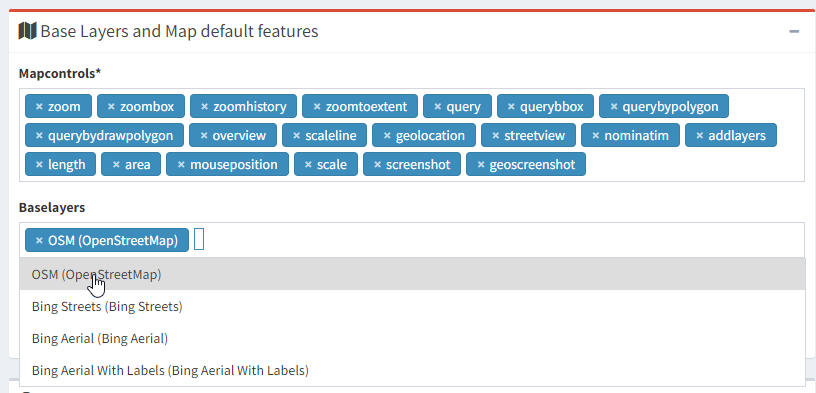 Base Layers and Map default features
Mapcontrols*
× zoom × zoombox × zoomhistory × zoomtoextent × query × querybbox × querybypolygon
× querybydrawpolygon × overview × scaleline × geolocation × streetview × nominatim × addlayers
× length × area × mouseposition × scale × screenshot × geoscreenshot
Baselayers
× OSM (OpenStreetMap)
OSM (OpenStreetMap)
Bing Streets (Bing Streets)
Bing Aerial (Bing Aerial)
Bing Aerial With Labels (Bing Aerial With Labels)